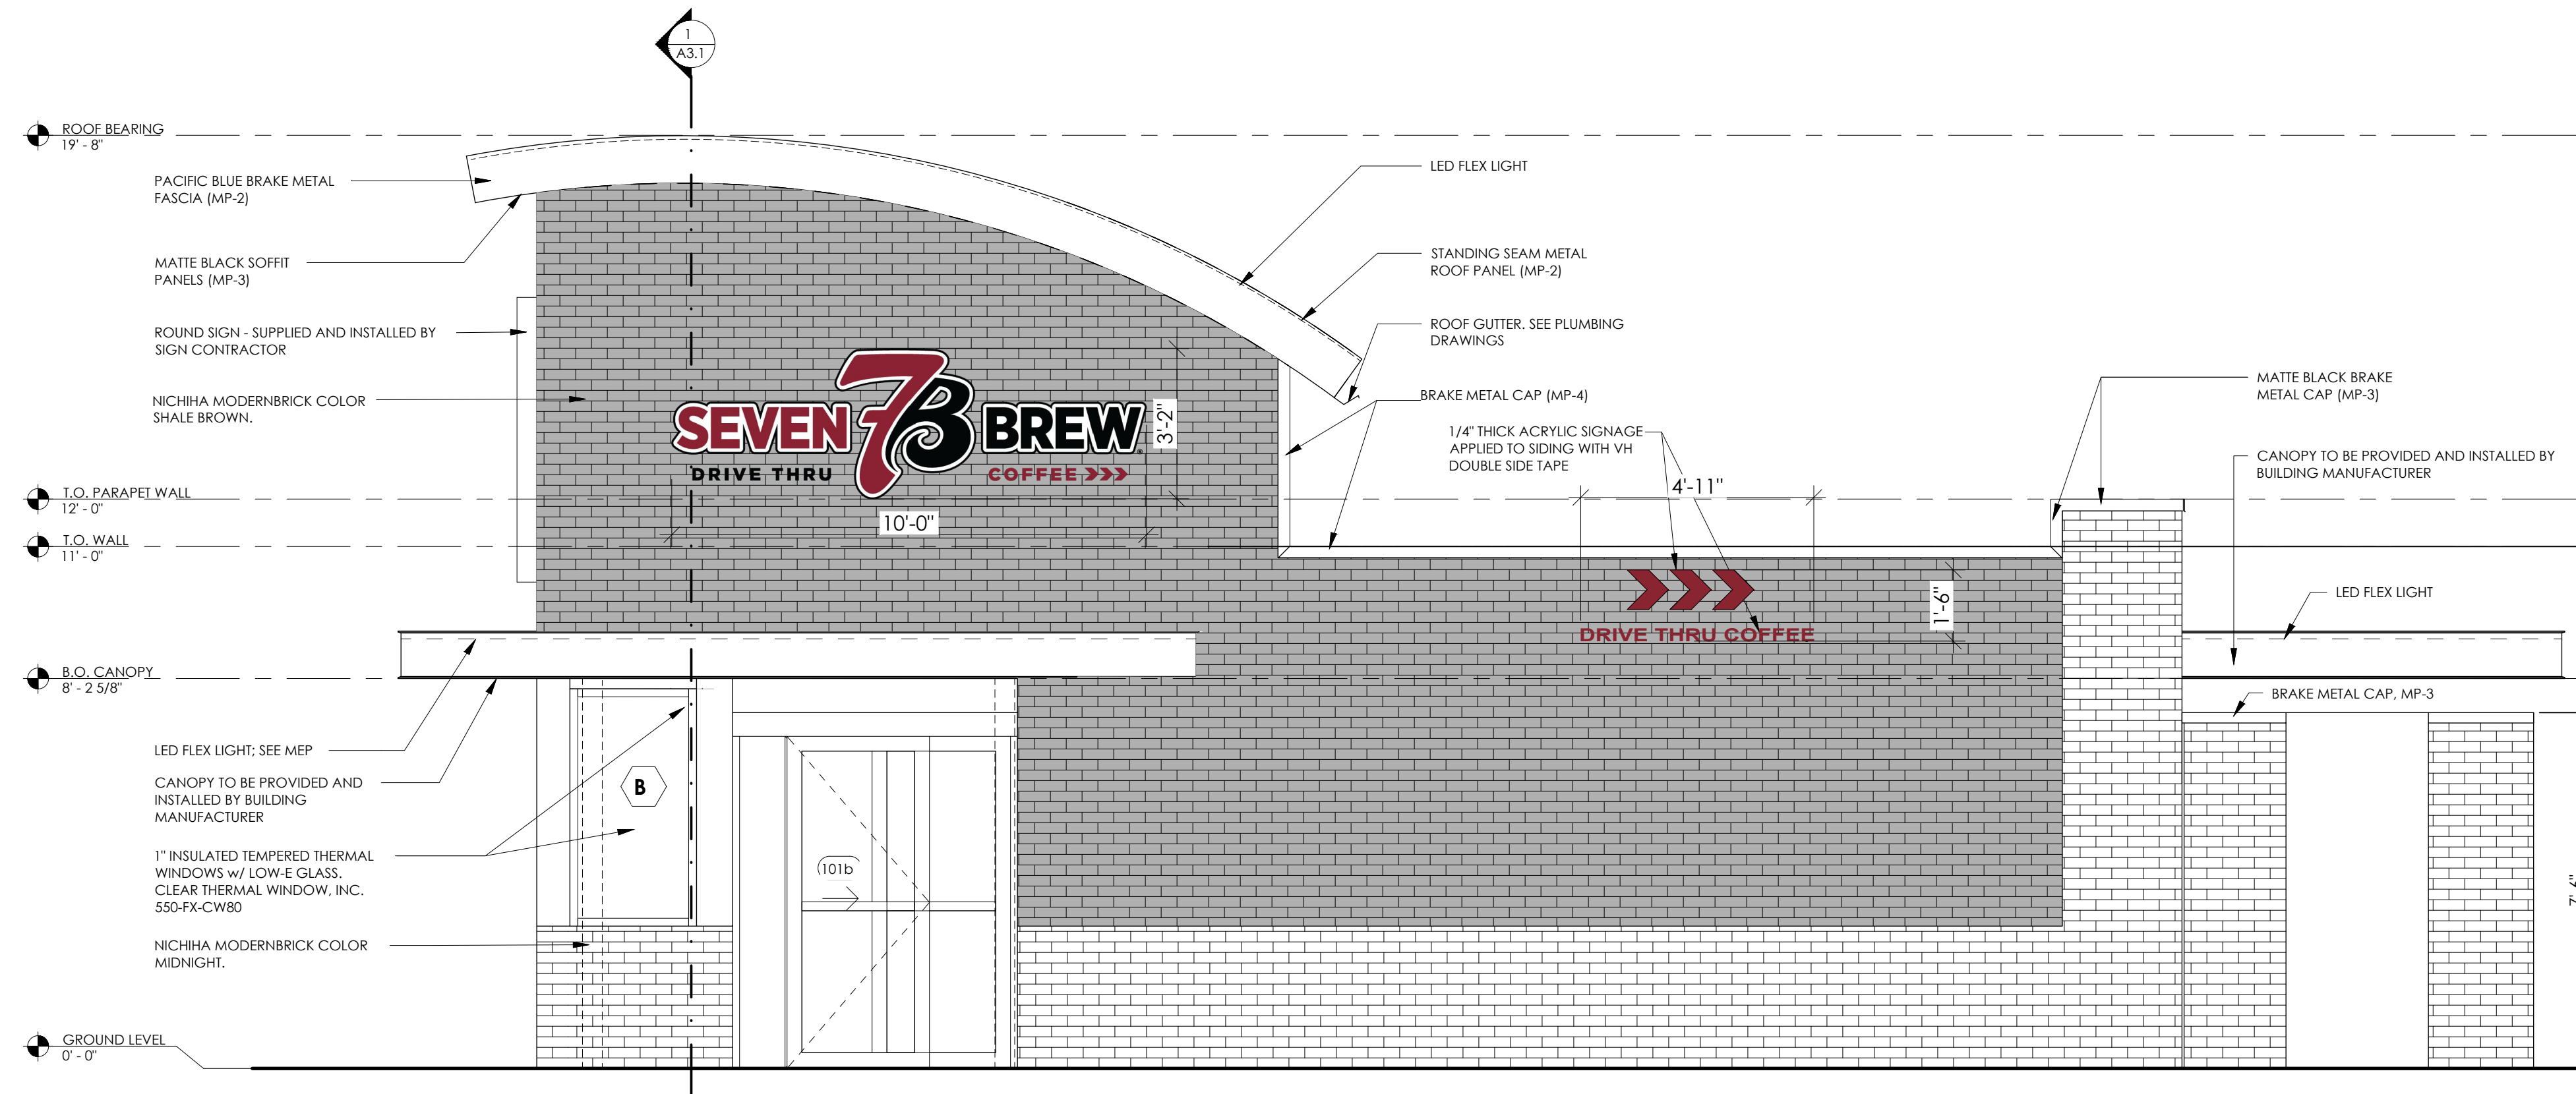 1
A3.1
ROOF BEARING
19' - 8"
PACIFIC BLUE BRAKE METAL
FASCIA (MP-2)
MATTE BLACK SOFFIT
PANELS (MP-3)
ROUND SIGN - SUPPLIED AND INSTALLED BY
SIGN CONTRACTOR
NICHIHA MODERNBRICK COLOR
SHALE BROWN.
T.O. PARAPET WALL
12' - 0"
T.O. WALL
11' - 0"
B.O. CANOPY
8' - 2 5/8"
LED FLEX LIGHT; SEE MEP
CANOPY TO BE PROVIDED AND
INSTALLED BY BUILDING
MANUFACTURER
1" INSULATED TEMPERED THERMAL
WINDOWS w/ LOW-E GLASS.
CLEAR THERMAL WINDOW, INC.
550-FX-CW80
NICHIHA MODERNBRICK COLOR
MIDNIGHT.
GROUND LEVEL
0' - 0"
SEVEN 7B BREW®
DRIVE THRU COFFEE
3'-2"
10'-0"
B
101b
LED FLEX LIGHT
STANDING SEAM METAL
ROOF PANEL (MP-2)
ROOF GUTTER. SEE PLUMBING
DRAWINGS
BRAKE METAL CAP (MP-4)
1/4" THICK ACRYLIC SIGNAGE
APPLIED TO SIDING WITH VH
DOUBLE SIDE TAPE
4'-11"
1'-6"
DRIVE THRU COFFEE
MATTE BLACK BRAKE
METAL CAP (MP-3)
CANOPY TO BE PROVIDED AND INSTALLED BY
BUILDING MANUFACTURER
LED FLEX LIGHT
BRAKE METAL CAP, MP-3